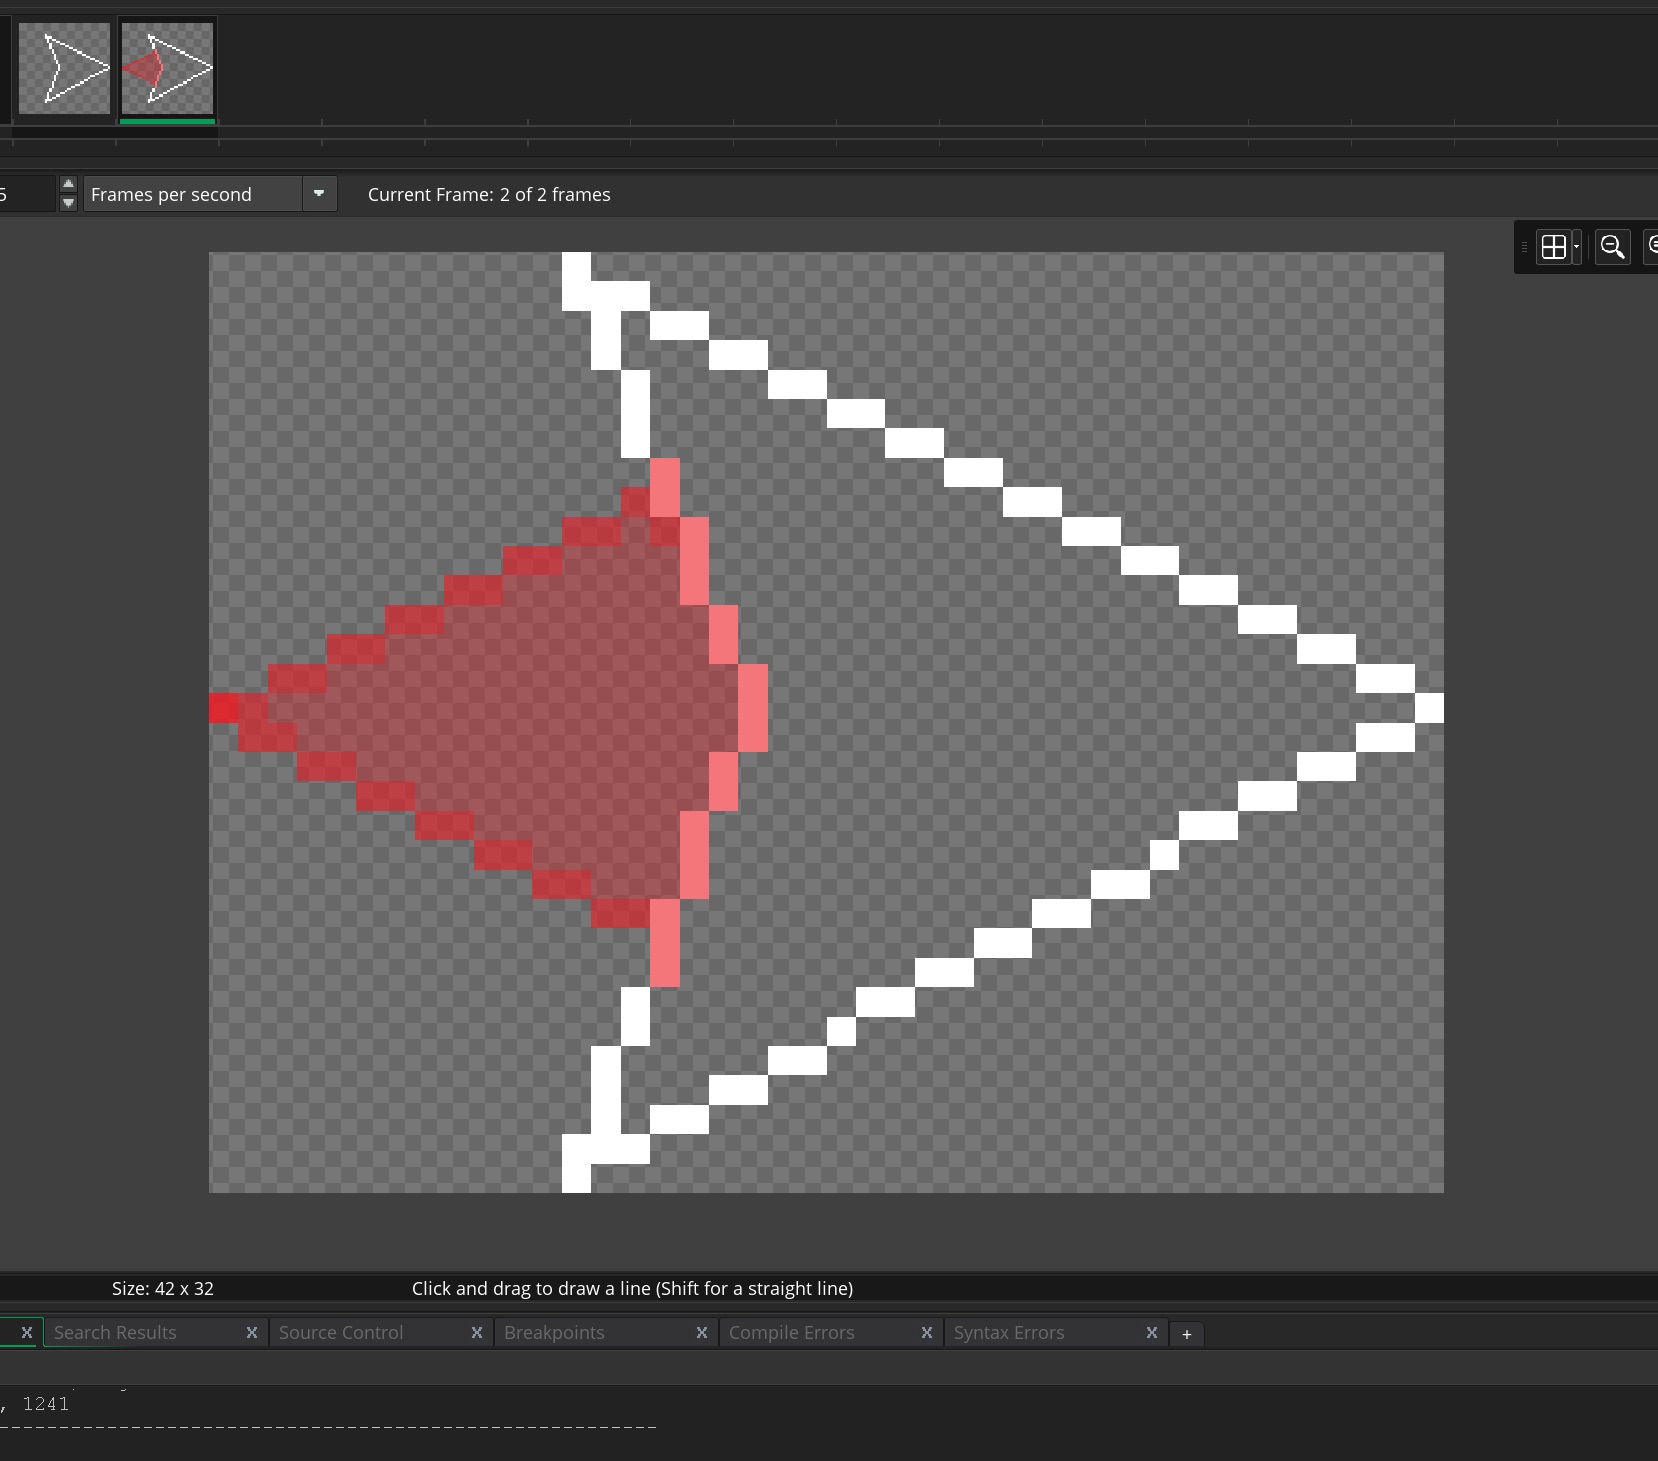 5 Frames per second Current Frame: 2 of 2 frames
Size: 42 x 32 Click and drag to draw a line (Shift for a straight line)
X Search Results X Source Control X Breakpoints X Compile Errors X Syntax Errors X +
, 1241